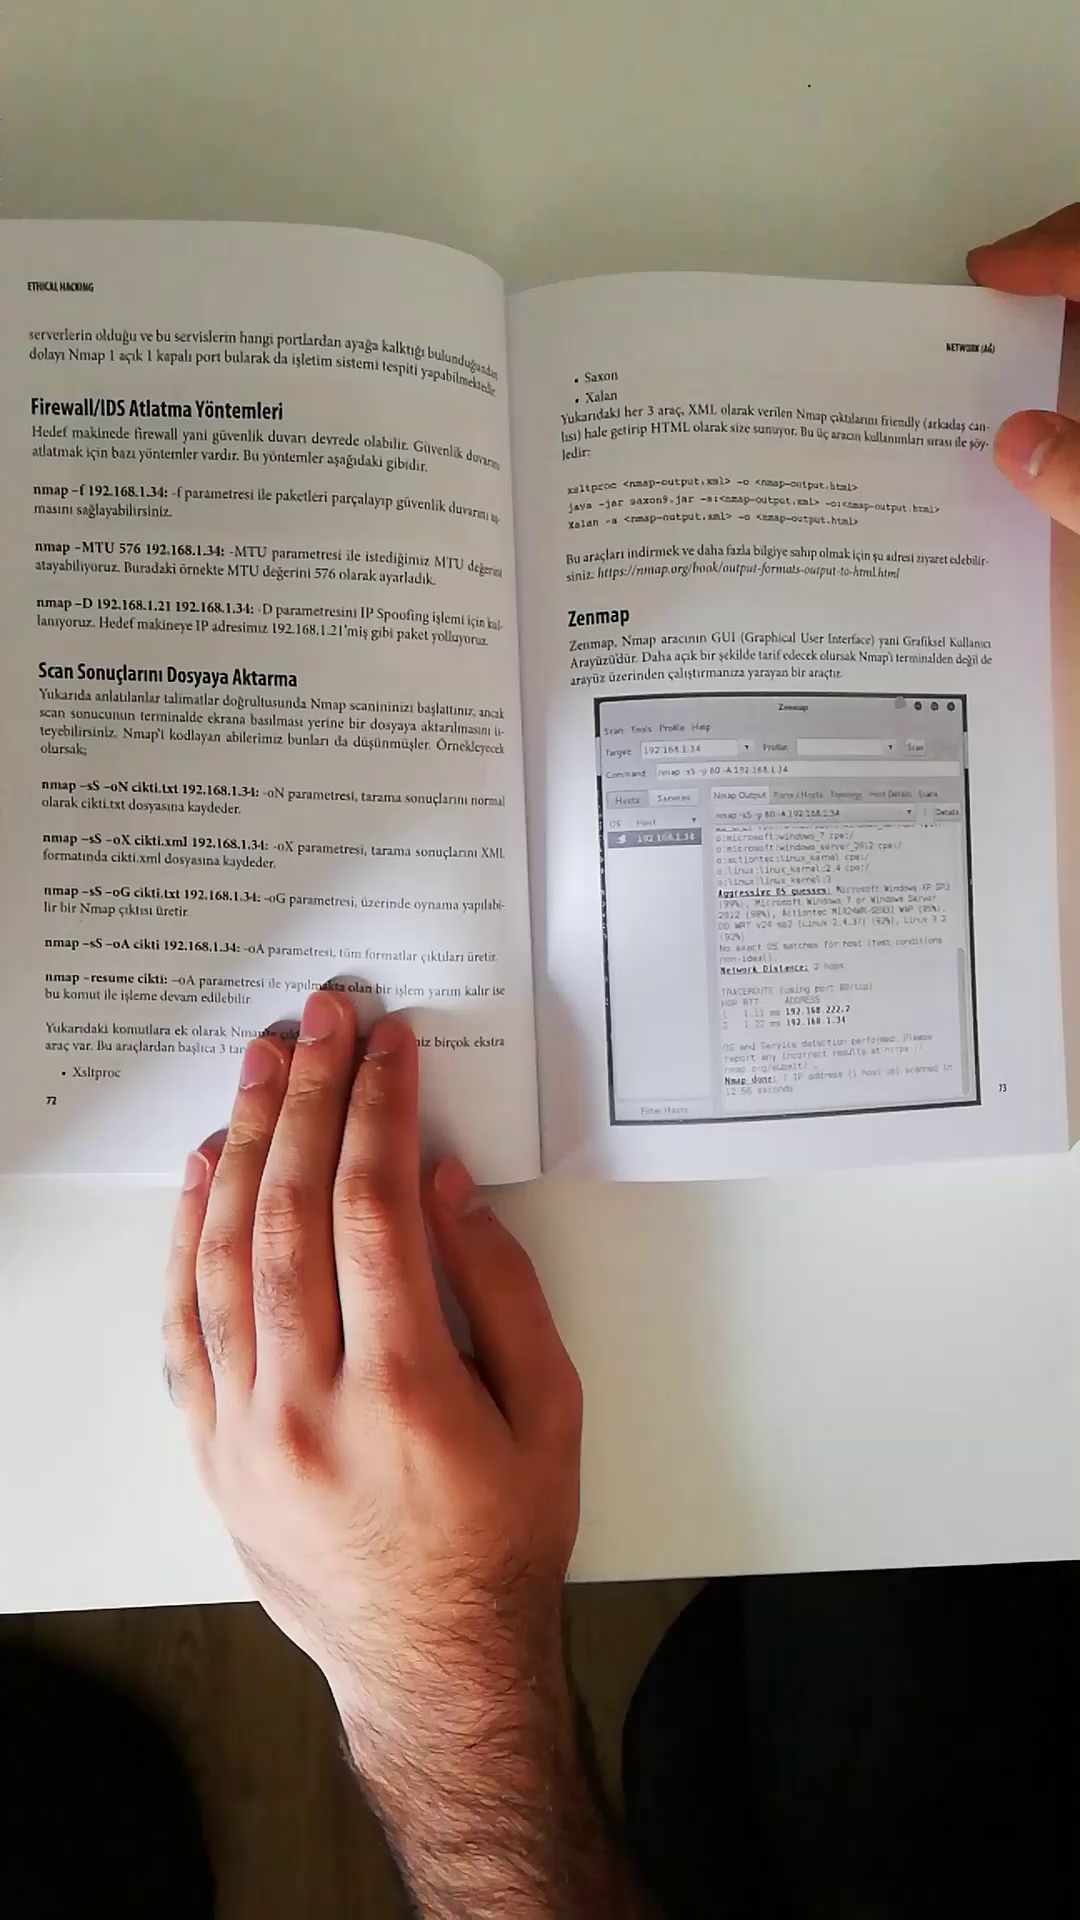 ETHICAL HACKING
serverlerin olduğu ve bu servislerin hangi portlardan ayağa kalktığı bulunduğundan
dolayı Nmap 1 açık 1 kapalı port bularak da işletim sistemi tespiti yapabilmektedir.
Firewall/IDS Atlatma Yöntemleri
Hedef makinede firewall yani güvenlik duvarı devrede olabilir. Güvenlik duvarını
atlatmak için bazı yöntemler vardır. Bu yöntemler aşağıdaki gibidir.
nmap –f 192.168.1.34: -f parametresi ile paketleri parçalayıp güvenlik duvarını
masını sağlayabilirsiniz.
nmap –MTU 576 192.168.1.34: -MTU parametresi ile istediğimiz MTU değerini
atayabiliyoruz. Buradaki örnekte MTU değerini 576 olarak ayarladık.
nmap –D 192.168.1.21 192.168.1.34: -D parametresini IP Spoofing işlemi için kul-
lanıyoruz. Hedef makineye IP adresimiz 192.168.1.21'miş gibi paket yolluyoruz.
Scan Sonuçlarını Dosyaya Aktarma
Yukarıda anlatılanlar talimatlar doğrultusunda Nmap scanininizi başlattınız, ancak
scan sonucunun terminalde ekrana basılması yerine bir dosyaya aktarılmasını is-
teyebilirsiniz. Nmap'i kodlayan abilerimiz bunları da düşünmüşler. Örnekleyecek
olursak;
nmap –sS –oN cikti.txt 192.168.1.34: -oN parametresi, tarama sonuçlarını normal
olarak cikti.txt dosyasına kaydeder.
nmap –sS –oX cikti.xml 192.168.1.34: -oX parametresi, tarama sonuçlarını XML
formatında cikti.xml dosyasına kaydeder.
nmap –sS –oG cikti.txt 192.168.1.34: -oG parametresi, üzerinde oynama yapılabi-
lir bir Nmap çıktısı üretir.
nmap –sS –oA cikti 192.168.1.34: -oA parametresi, tüm formatlar çıktıları üretir.
nmap –resume cikti: –oA parametresi ile yapılmakta olan bir işlem yarım kalır ise
bu komut ile işleme devam edilebilir.
Yukarıdaki komutlara ek olarak birçok ekstra
araç var. Bu araçlardan başlıca 3
• Xsltproc
72
NETWORK (AĞ)
• Saxon
• Xalan
Yukarıdaki her 3 araç, XML olarak verilen Nmap çıktılarını friendly (arkadaş can-
lısı) hale getirip HTML olarak size sunuyor. Bu üç aracın kullanımları sırası ile şöy-
ledir:
xsltproc <nmap-output.xml> -o <nmap-output.html>
java -jar saxon9.jar -s:<nmap-output.xml> -o:<nmap-output.html>
Xalan -a <nmap-output.xml> -o <nmap-output.html>
Bu araçları indirmek ve daha fazla bilgiye sahip olmak için şu adresi ziyaret edebilir-
siniz: https://nmap.org/book/output-formats-output-to-html.html
Zenmap
Zenmap, Nmap aracının GUI (Graphical User Interface) yani Grafiksel Kullanıcı
Arayüzü'dür. Daha açık bir şekilde tarif edecek olursak Nmap'i terminalden değil de
arayüz üzerinden çalıştırmanıza yarayan bir araçtır.
Zenmap
Scan Tools Profile Help
Target: 192.168.1.34 Profile: Scan
Command: nmap -sS -p 80 -A 192.168.1.34
Hosts Services
Nmap Output Ports / Hosts Topology Host Details Scans
OS Host
nmap -sS -p 80 -A 192.168.1.34 Details
192.168.1.34
o:microsoft:windows_7 cpe:/
o:microsoft:windows_server_2012 cpe:/
o:actiontec:linux_kernel cpe:/
o:linux:linux_kernel:2.4 cpe:/
o:linux:linux_kernel:3
Aggressive OS guesses: Microsoft Windows XP SP3
(99%), Microsoft Windows 7 or Windows Server
2012 (98%), Actiontec MI424WR-GEN3I WAP (95%),
DD-WRT v24-sp2 (Linux 2.4.37) (92%), Linux 3.2
(92%)
No exact OS matches for host (test conditions
non-ideal).
Network Distance: 2 hops
TRACEROUTE (using port 80/tcp)
HOP RTT ADDRESS
1 1.11 ms 192.168.222.2
2 1.22 ms 192.168.1.34
OS and Service detection performed. Please
report any incorrect results at https://
nmap.org/submit/ .
Nmap done: 1 IP address (1 host up) scanned in
12.56 seconds
Filter Hosts
73